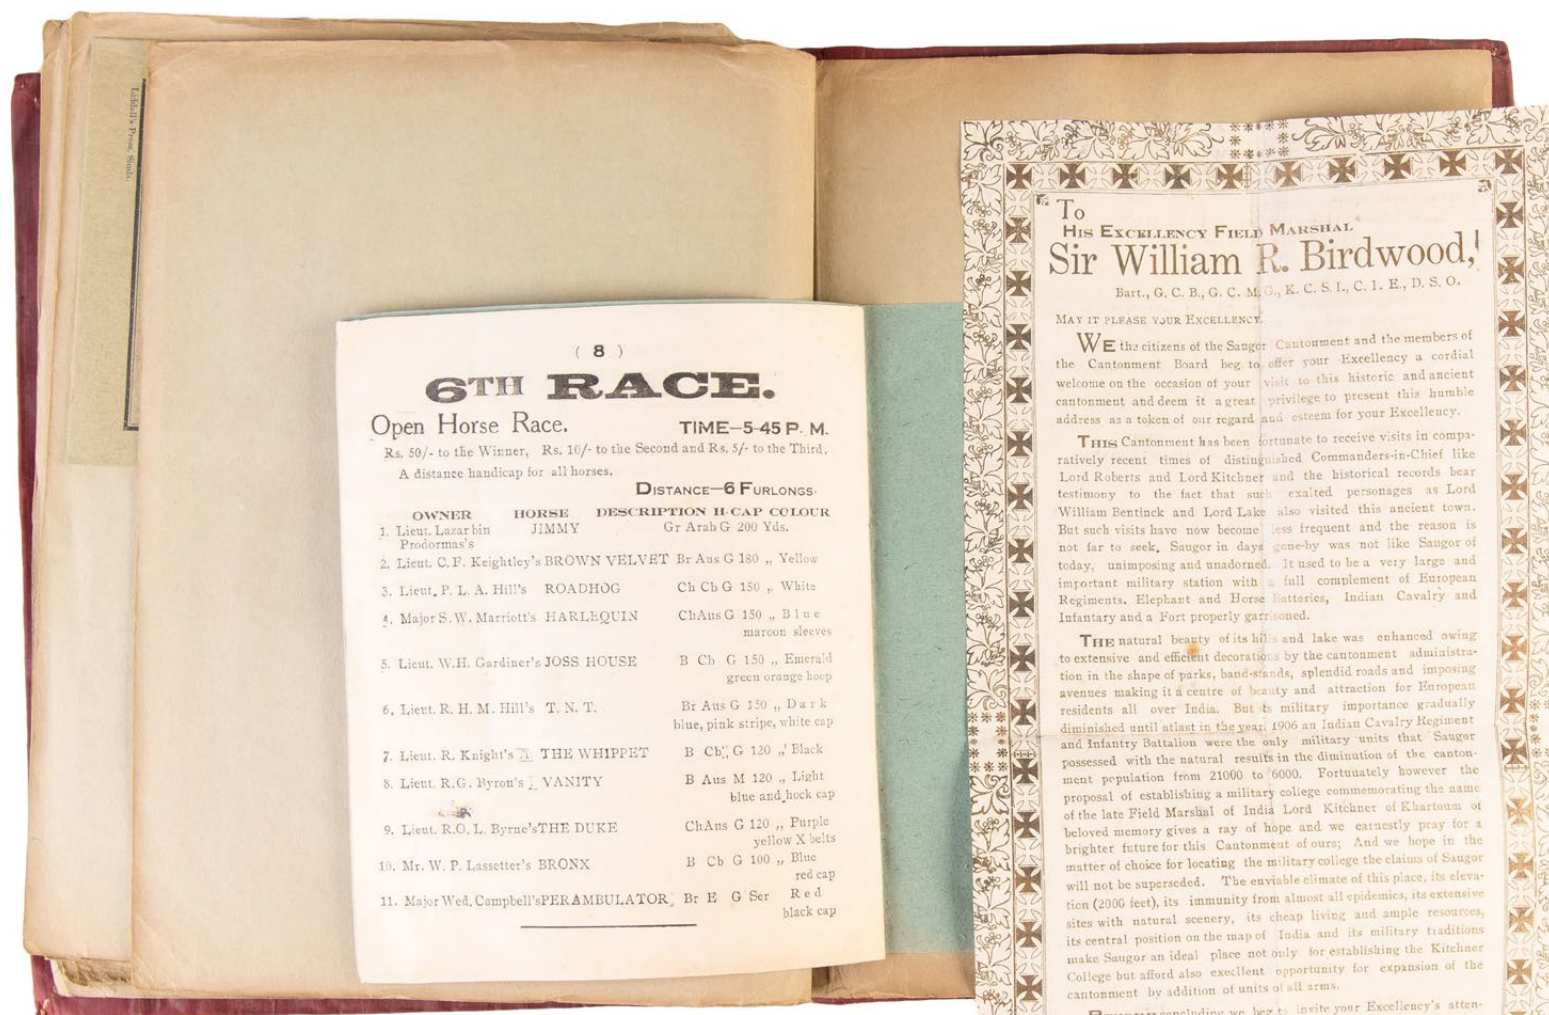 Liddell's Press, Simla.
( 8 )
6TH RACE.
Open Horse Race. TIME—5-45 P. M.
Rs. 50/- to the Winner, Rs. 10/- to the Second and Rs. 5/- to the Third.
A distance handicap for all horses.
DISTANCE—6 FURLONGS.
OWNER HORSE DESCRIPTION H-CAP COLOUR
1. Lieut. Lazarbin JIMMY Gr Arab G 200 Yds.
Prodormas's
2. Lieut. C.F. Keightley's BROWN VELVET Br Aus G 180 „ Yellow
3. Lieut. P. L. A. Hill's ROADHOG Ch Cb G 150 „ White
4. Major S.W. Marriott's HARLEQUIN ChAus G 150 „ Blue
maroon sleeves
5. Lieut. W.H. Gardiner's JOSS HOUSE B Cb G 150 „ Emerald
green orange hoop
6. Lieut. R. H. M. Hill's T. N. T. Br Aus G 150 „ Dark
blue, pink stripe, white cap
7. Lieut. R. Knight's THE WHIPPET B Cb G 120 „ Black
8. Lieut. R.G. Byron's VANITY B Aus M 120 „ Light
blue and hock cap
9. Lieut. R.O. L. Byrne's THE DUKE ChAus G 120 „ Purple
yellow X belts
10. Mr. W. P. Lassetter's BRONX B Cb G 100 „ Blue
red cap
11. Major Wed. Campbell's PERAMBULATOR Br E G Ser Red
black cap
To
HIS EXCELLENCY FIELD MARSHAL
Sir William R. Birdwood,
Bart., G. C. B., G. C. M. G., K. C. S. I., C. I. E., D. S. O.
MAY IT PLEASE YOUR EXCELLENCY.
WE the citizens of the Saugor Cantonment and the members of
the Cantonment Board beg to offer your Excellency a cordial
welcome on the occasion of your visit to this historic and ancient
cantonment and deem it a great privilege to present this humble
address as a token of our regard and esteem for your Excellency.
THIS Cantonment has been fortunate to receive visits in compa-
ratively recent times of distinguished Commanders-in-Chief like
Lord Roberts and Lord Kitchner and the historical records bear
testimony to the fact that such exalted personages as Lord
William Bentinck and Lord Lake also visited this ancient town.
But such visits have now become less frequent and the reason is
not far to seek. Saugor in days gone-by was not like Saugor of
today, unimposing and unadorned. It used to be a very large and
important military station with a full complement of European
Regiments. Elephant and Horse Batteries, Indian Cavalry and
Infantry and a Fort properly garrisoned.
THE natural beauty of its hills and lake was enhanced owing
to extensive and efficient decorations by the cantonment administra-
tion in the shape of parks, band-stands, splendid roads and imposing
avenues making it a centre of beauty and attraction for European
residents all over India. But its military importance gradually
diminished until atlast in the year 1906 an Indian Cavalry Regiment
and Infantry Battalion were the only military units that Saugor
possessed with the natural results in the diminution of the canton-
ment population from 21000 to 6000. Fortunately however the
proposal of establishing a military college commemorating the name
of the late Field Marshal of India Lord Kitchner of Khartoum of
beloved memory gives a ray of hope and we earnestly pray for a
brighter future for this Cantonment of ours; And we hope in the
matter of choice for locating the military college the claims of Saugor
will not be superseded. The enviable climate of this place, its eleva-
tion (2000 feet), its immunity from almost all epidemics, its extensive
sites with natural scenery, its cheap living and ample resources,
its central position on the map of India and its military traditions
make Saugor an ideal place not only for establishing the Kitchner
College but afford also execllent opportunity for expansion of the
cantonment by addition of units of all arms.
concluding we beg to invite your Excellency's atten-